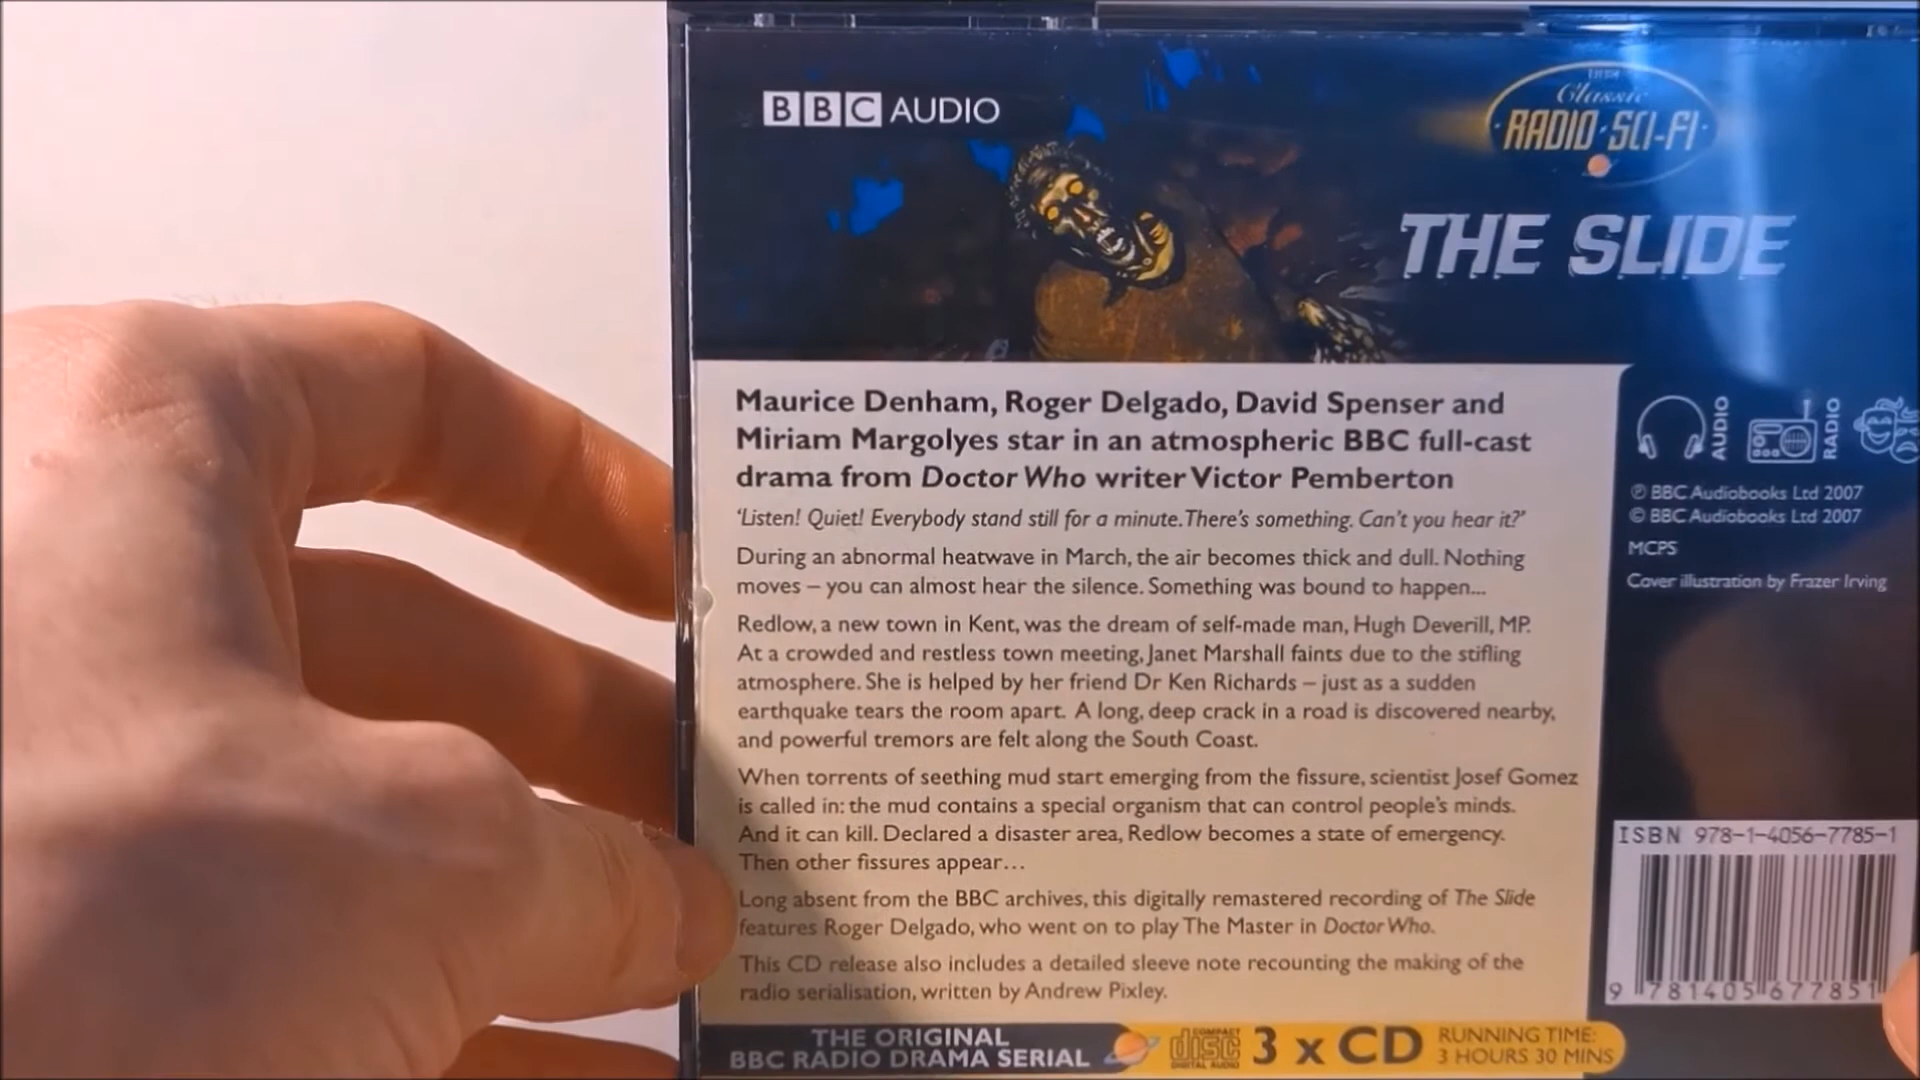 BBC AUDIO
BBC
Classic
RADIO·SCI-FI
THE SLIDE
Maurice Denham, Roger Delgado, David Spenser and
Miriam Margolyes star in an atmospheric BBC full-cast
drama from Doctor Who writer Victor Pemberton
‘Listen! Quiet! Everybody stand still for a minute. There’s something. Can’t you hear it?’
During an abnormal heatwave in March, the air becomes thick and dull. Nothing
moves – you can almost hear the silence. Something was bound to happen...
Redlow, a new town in Kent, was the dream of self-made man, Hugh Deverill, MP.
At a crowded and restless town meeting, Janet Marshall faints due to the stifling
atmosphere. She is helped by her friend Dr Ken Richards – just as a sudden
earthquake tears the room apart. A long, deep crack in a road is discovered nearby,
and powerful tremors are felt along the South Coast.
When torrents of seething mud start emerging from the fissure, scientist Josef Gomez
is called in: the mud contains a special organism that can control people’s minds.
And it can kill. Declared a disaster area, Redlow becomes a state of emergency.
Then other fissures appear…
Long absent from the BBC archives, this digitally remastered recording of The Slide
features Roger Delgado, who went on to play The Master in Doctor Who.
This CD release also includes a detailed sleeve note recounting the making of the
radio serialisation, written by Andrew Pixley.
AUDIO
RADIO
℗ BBC Audiobooks Ltd 2007
© BBC Audiobooks Ltd 2007
MCPS
Cover illustration by Frazer Irving
ISBN 978-1-4056-7785-1
9 781405 677851
THE ORIGINAL
BBC RADIO DRAMA SERIAL
COMPACT
disc
DIGITAL AUDIO
3 x CD
RUNNING TIME:
3 HOURS 30 MINS